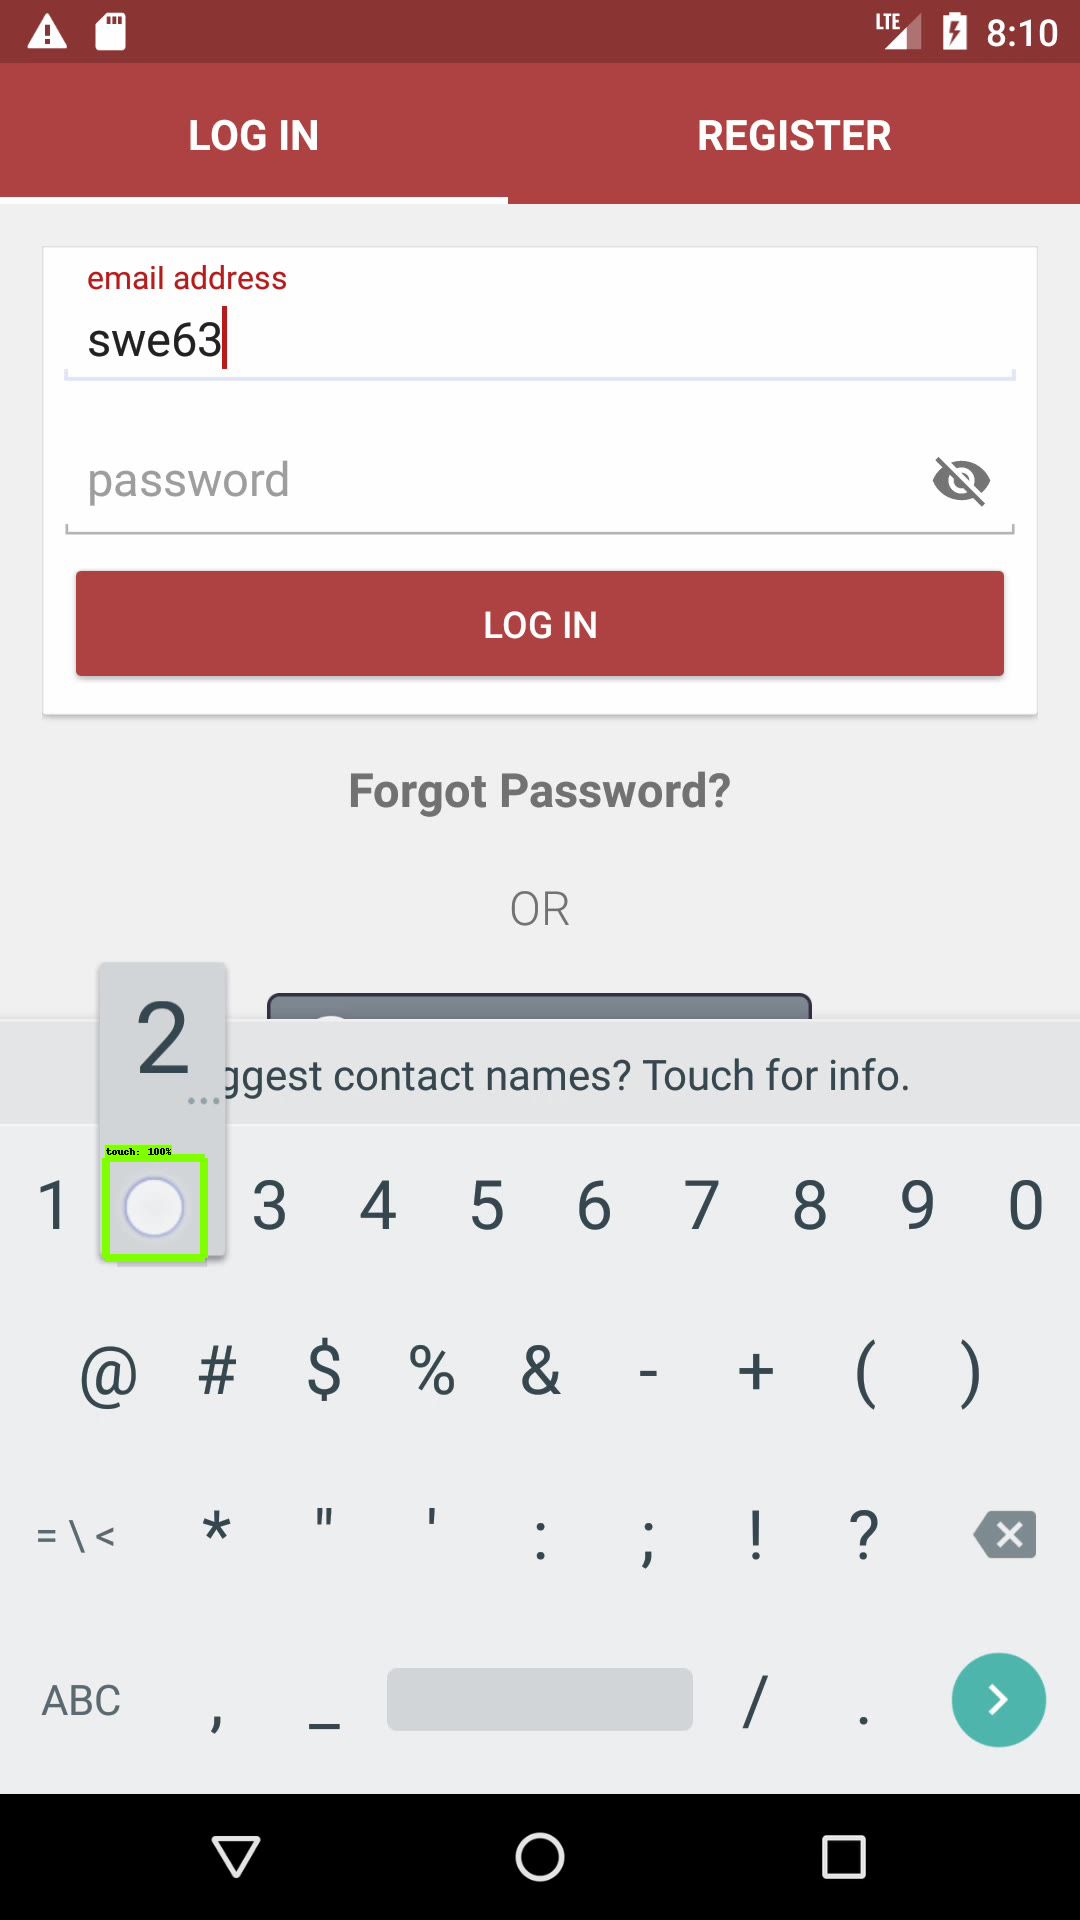 LTE 8:10
LOG IN REGISTER
email address
swe63
password
LOG IN
Forgot Password?
OR
2
ggest contact names? Touch for info.
touch: 100%
1 3 4 5 6 7 8 9 0
@ # $ % & - + ( )
= \ < * " ' : ; ! ?
ABC , _ / .